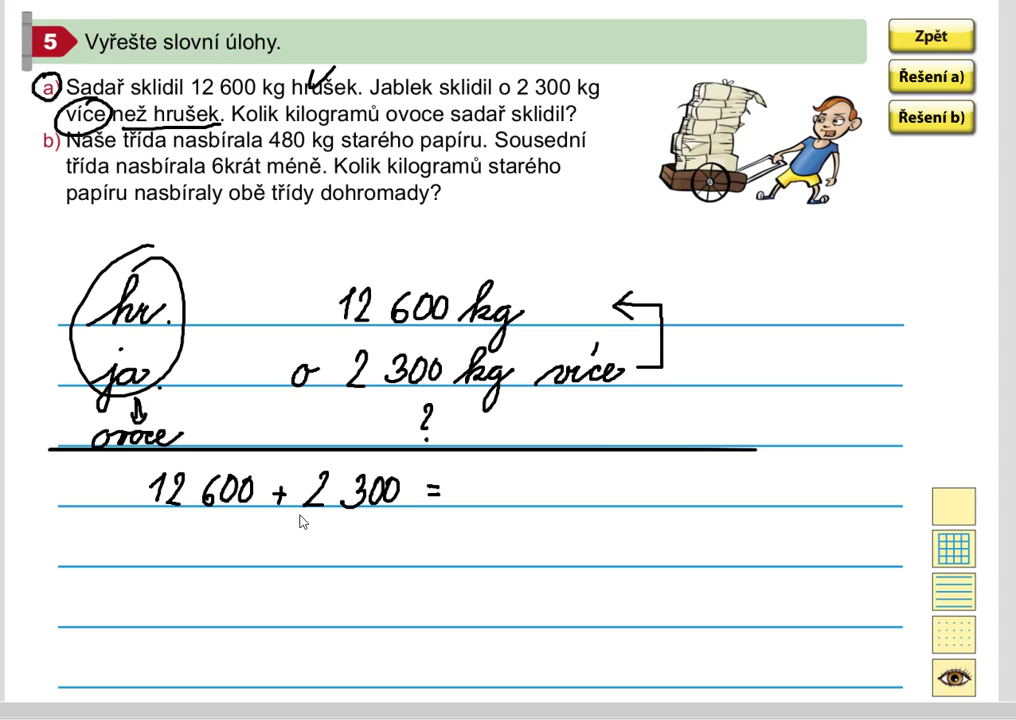 5 Vyřešte slovní úlohy.
Zpět
Řešení a)
Řešení b)
a) Sadař sklidil 12 600 kg hrušek. Jablek sklidil o 2 300 kg
více než hrušek. Kolik kilogramů ovoce sadař sklidil?
b) Naše třída nasbírala 480 kg starého papíru. Sousední
třída nasbírala 6krát méně. Kolik kilogramů starého
papíru nasbíraly obě třídy dohromady?
hr. 12 600 kg
ja. o 2 300 kg více
ovoce ?
12 600 + 2 300 =